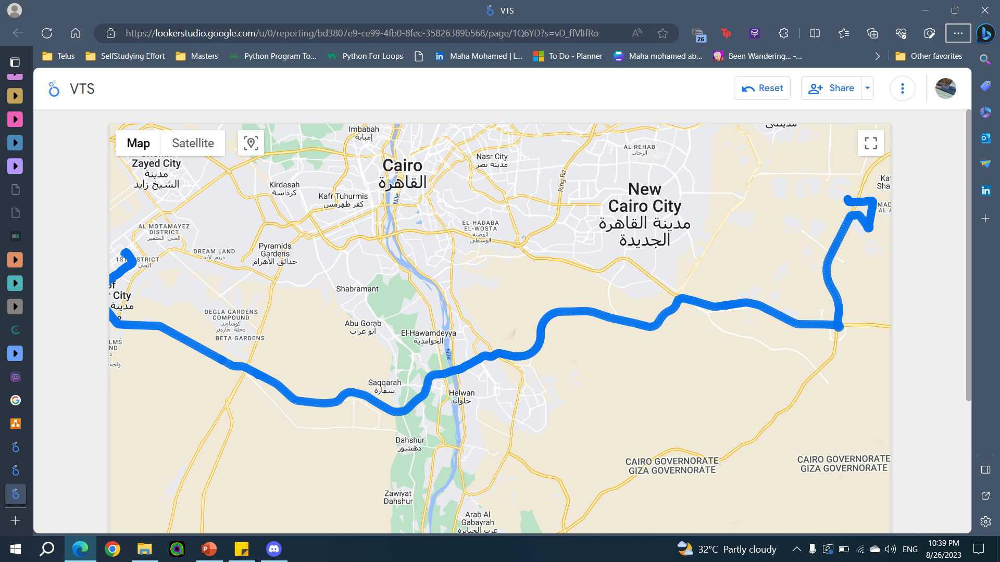 VTS
https://lookerstudio.google.com/u/0/reporting/bd3807e9-ce99-4fb0-8fec-35826389b568/page/1Q6YD?s=vD_ffVlIfRo
26
Telus
SelfStudying Effort
Masters
Python Program To...
Python For Loops
Maha Mohamed | L...
To Do - Planner
Maha mohamed ab...
Been Wandering... -...
Other favorites
VTS
Reset
Share
Map
Satellite
Imbabah
إمبابة
مدينتي
Zayed City
مدينة
الشيخ زايد
Cairo
القاهرة
Nasr City
مدينه نصر
AL REHAB
الرحاب
Ring Rd
Kirdasah
كرداسة
Kafr Tuhurmis
كفر طهرمس
Nile
New
Cairo City
مدينة القاهرة
الجديدة
Ka
Sha
MAD
AL A
AL MOTAMAYEZ
DISTRICT
الحي المتميز
EL-HADABA
EL-WOSTA
الهضبة
الوسطى
DREAM LAND
دريم لاند
Pyramids
Gardens
حدائق الأهرام
1ST DISTRICT
الحي
of
City
مدينة
Shabramant
DEGLA GARDENS
COMPOUND
كومباوند
دجلة جاردنز
BETA GARDENS
Abu Gorab
أبو غراب
El-Hawamdeyya
الحوامدية
Nile
LMS
ND
واحة
Saqqarah
سقارة
Helwan
حلوان
Dahshur
دهشور
CAIRO GOVERNORATE
GIZA GOVERNORATE
CAIRO GOVERNORATE
GIZA GOVERNORATE
Zawiyat
Dahshur
Arab Al
Gabayrah
عرب الجبايرة
32°C Partly cloudy
ENG
10:39 PM
8/26/2023